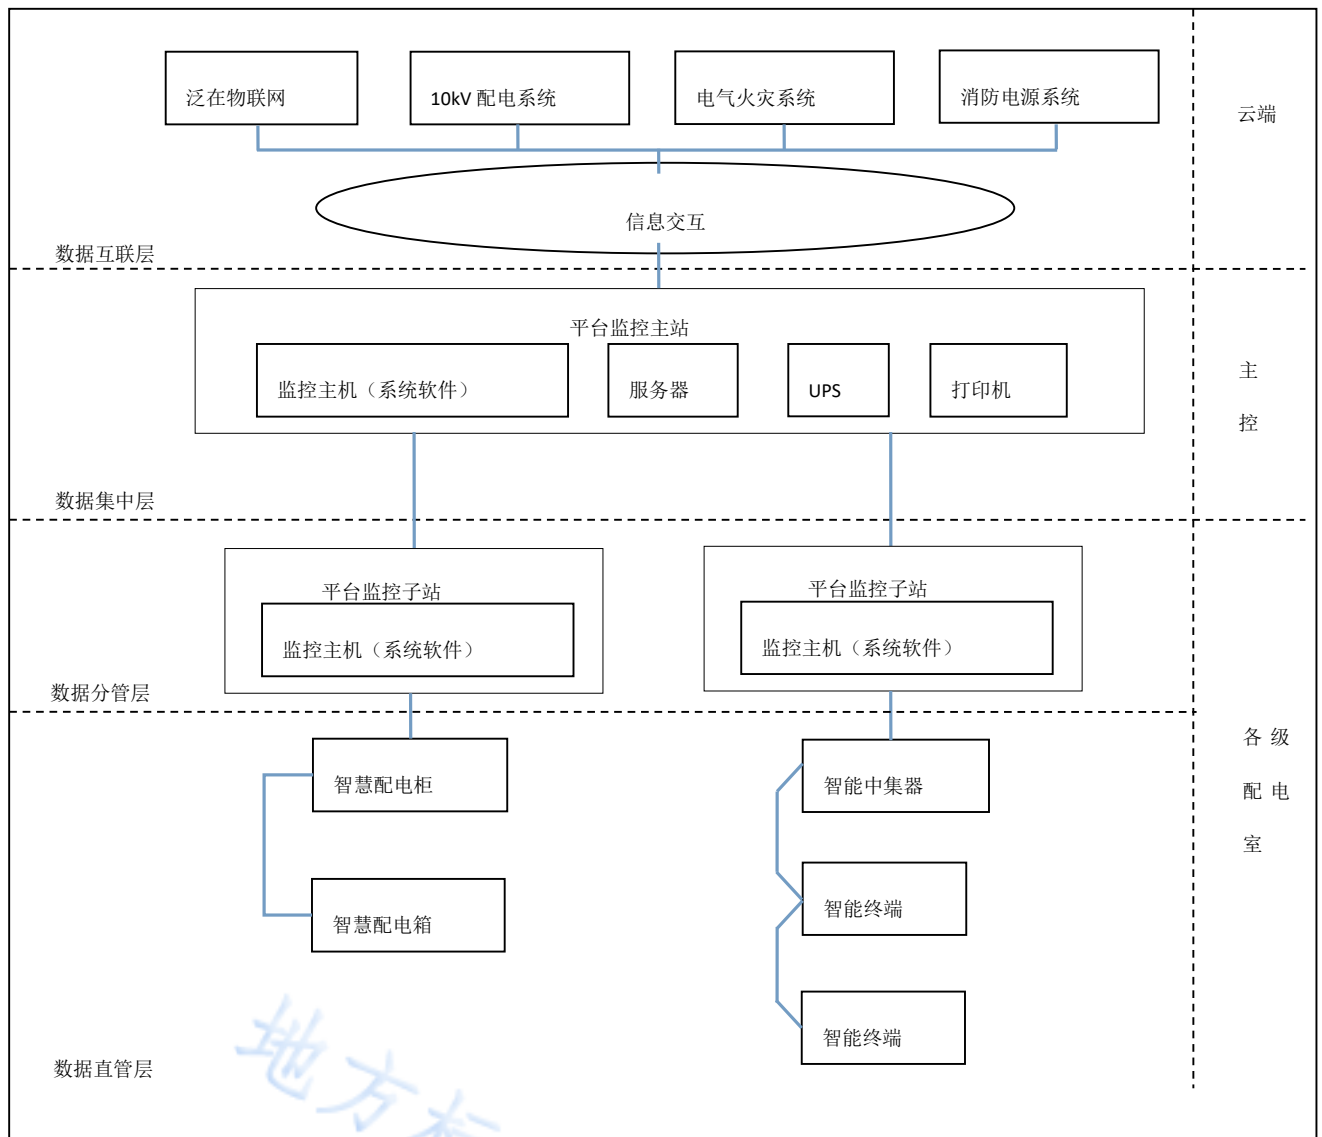 泛在物联网
10kV 配电系统
电气火灾系统
消防电源系统
云端
信息交互
数据互联层
平台监控主站
监控主机（系统软件）
服务器
UPS
打印机
主
控
数据集中层
平台监控子站
监控主机（系统软件）
平台监控子站
监控主机（系统软件）
数据分管层
各 级
配 电
室
智慧配电柜
智能中集器
智慧配电箱
智能终端
智能终端
数据直管层
地方标